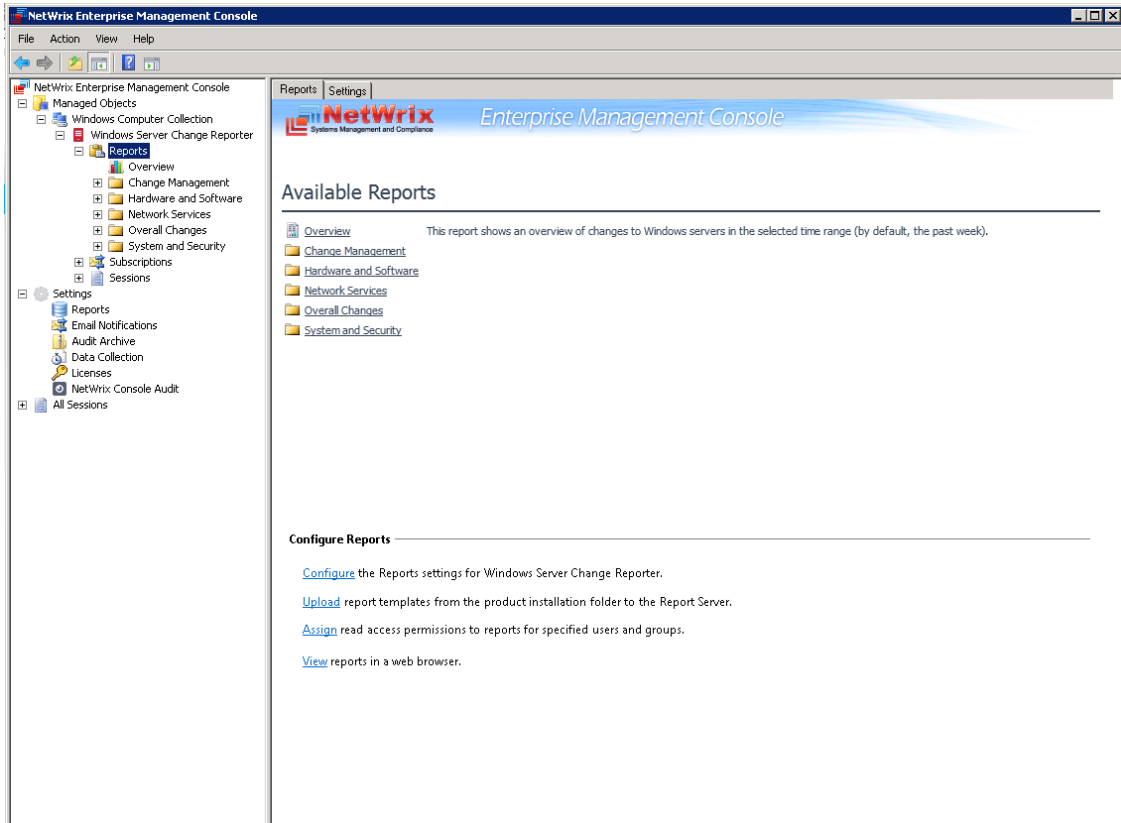 NetWrix Enterprise Management Console
File Action View Help
NetWrix Enterprise Management Console
Managed Objects
Windows Computer Collection
Windows Server Change Reporter
Reports
Overview
Change Management
Hardware and Software
Network Services
Overall Changes
System and Security
Subscriptions
Sessions
Settings
Reports
Email Notifications
Audit Archive
Data Collection
Licenses
NetWrix Console Audit
All Sessions
Reports Settings
NetWrix Enterprise Management Console
Systems Management and Compliance
Available Reports
Overview This report shows an overview of changes to Windows servers in the selected time range (by default, the past week).
Change Management
Hardware and Software
Network Services
Overall Changes
System and Security
Configure Reports
Configure the Reports settings for Windows Server Change Reporter.
Upload report templates from the product installation folder to the Report Server.
Assign read access permissions to reports for specified users and groups.
View reports in a web browser.